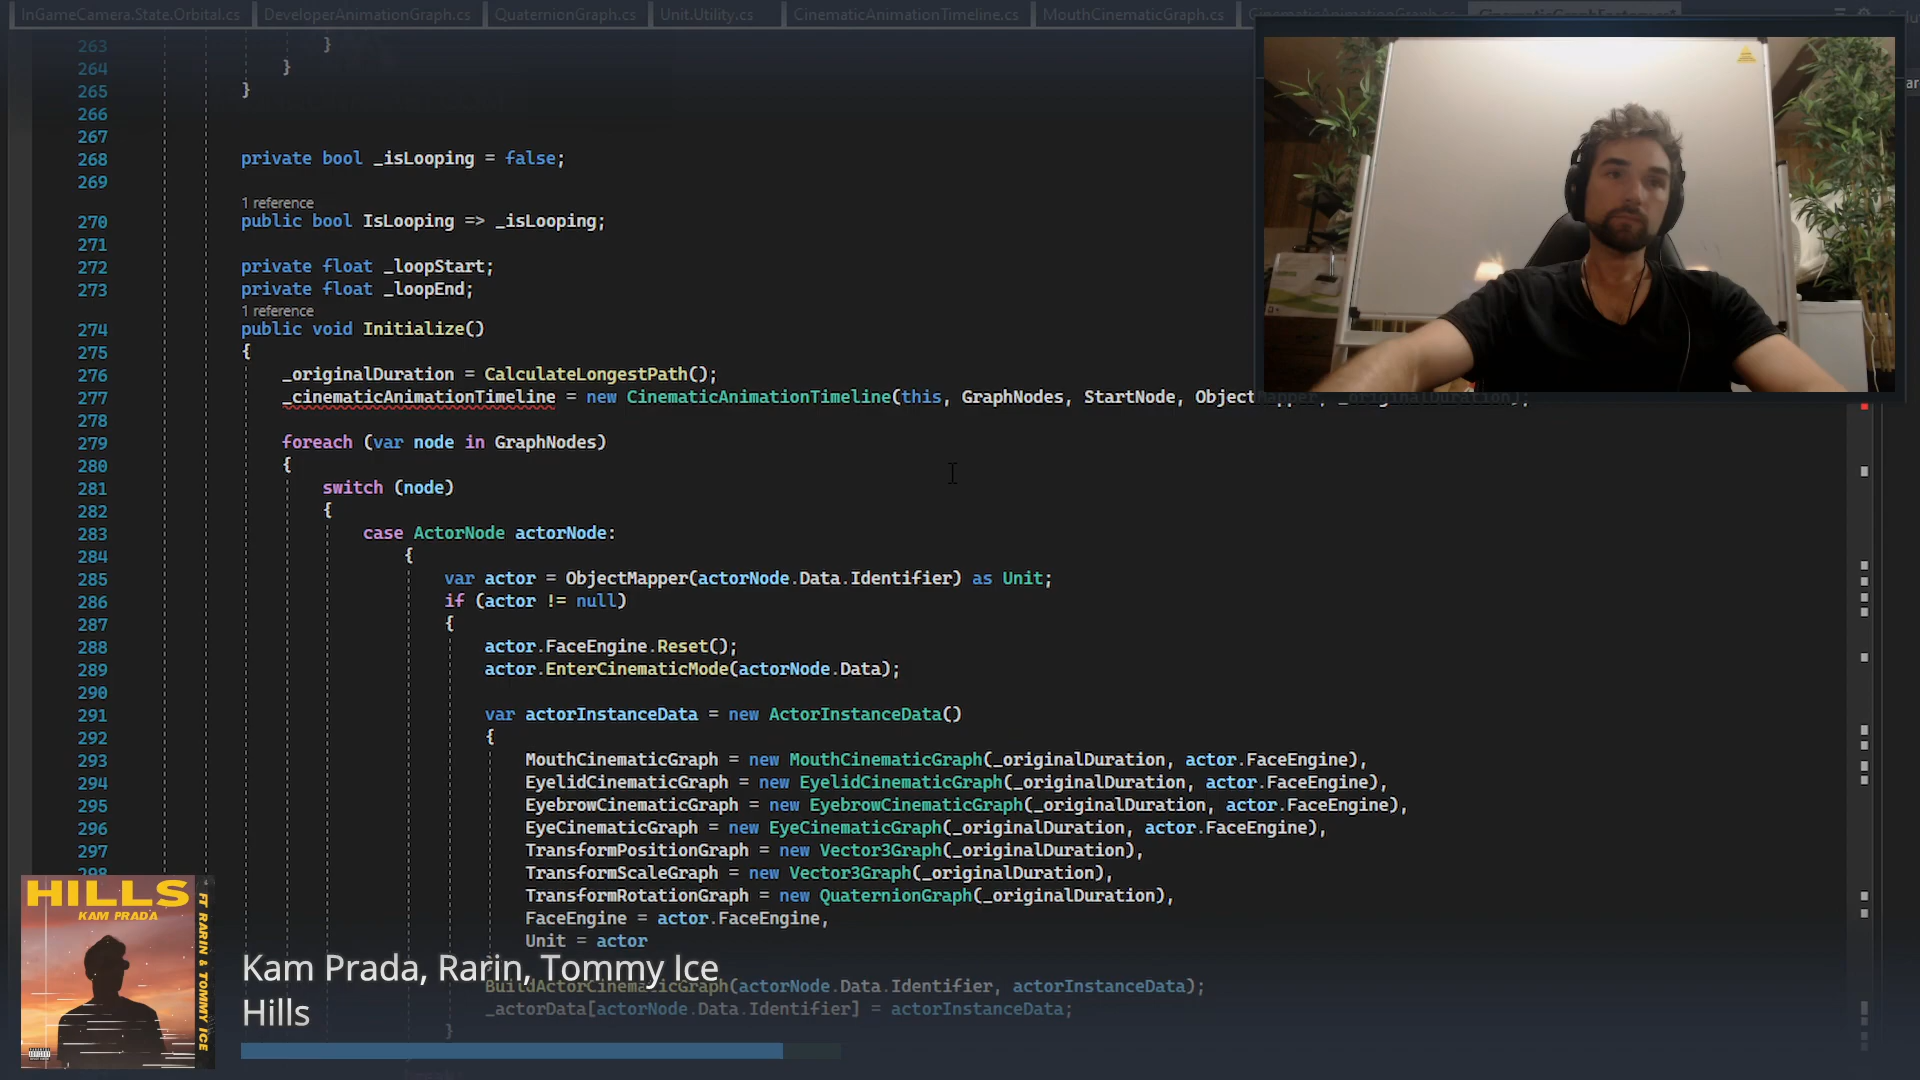 InGameCamera.State.Orbital.cs DeveloperAnimationGraph.cs QuaternionGraph.cs Unit.Utility.cs CinematicAnimationTimeline.cs MouthCinematicGraph.cs
263 }
264 }
265 }
266
267
268 private bool _isLooping = false;
269
1 reference
270 public bool IsLooping => _isLooping;
271
272 private float _loopStart;
273 private float _loopEnd;
1 reference
274 public void Initialize()
275 {
276 _originalDuration = CalculateLongestPath();
277 _cinematicAnimationTimeline = new CinematicAnimationTimeline(this, GraphNodes, StartNode, ObjectMapper, _originalDuration);
278
279 foreach (var node in GraphNodes)
280 {
281 switch (node)
282 {
283 case ActorNode actorNode:
284 {
285 var actor = ObjectMapper(actorNode.Data.Identifier) as Unit;
286 if (actor != null)
287 {
288 actor.FaceEngine.Reset();
289 actor.EnterCinematicMode(actorNode.Data);
290
291 var actorInstanceData = new ActorInstanceData()
292 {
293 MouthCinematicGraph = new MouthCinematicGraph(_originalDuration, actor.FaceEngine),
294 EyelidCinematicGraph = new EyelidCinematicGraph(_originalDuration, actor.FaceEngine),
295 EyebrowCinematicGraph = new EyebrowCinematicGraph(_originalDuration, actor.FaceEngine),
296 EyeCinematicGraph = new EyeCinematicGraph(_originalDuration, actor.FaceEngine),
297 TransformPositionGraph = new Vector3Graph(_originalDuration),
298 TransformScaleGraph = new Vector3Graph(_originalDuration),
TransformRotationGraph = new QuaternionGraph(_originalDuration),
FaceEngine = actor.FaceEngine,
Unit = actor
BuildActorCinematicGraph(actorNode.Data.Identifier, actorInstanceData);
_actorData[actorNode.Data.Identifier] = actorInstanceData;
}
HILLS
KAM PRADA
FT RARIN & TOMMY ICE
Kam Prada, Rarin, Tommy Ice
Hills